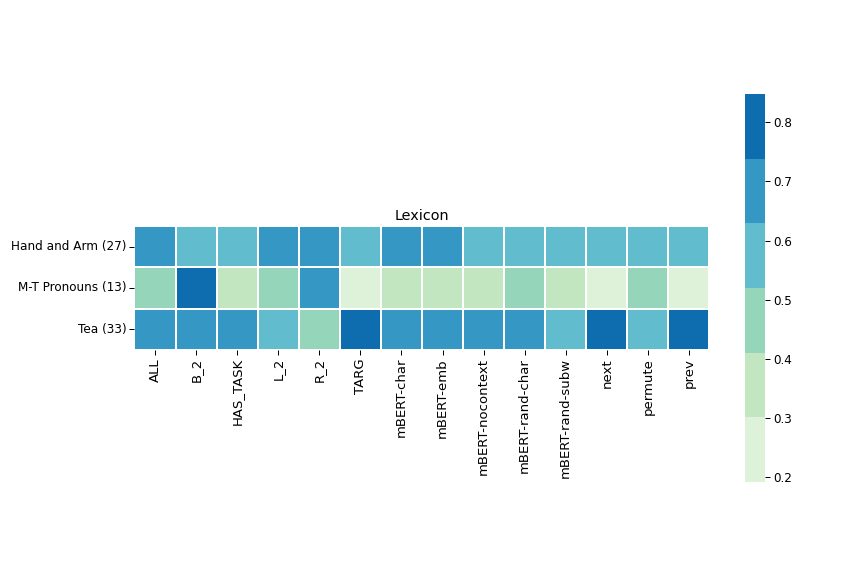 Lexicon
Hand and Arm (27)
M-T Pronouns (13)
Tea (33)
ALL
B_2
HAS_TASK
L_2
R_2
TARG
mBERT-char
mBERT-emb
mBERT-nocontext
mBERT-rand-char
mBERT-rand-subw
next
permute
prev
0.8
0.7
0.6
0.5
0.4
0.3
0.2